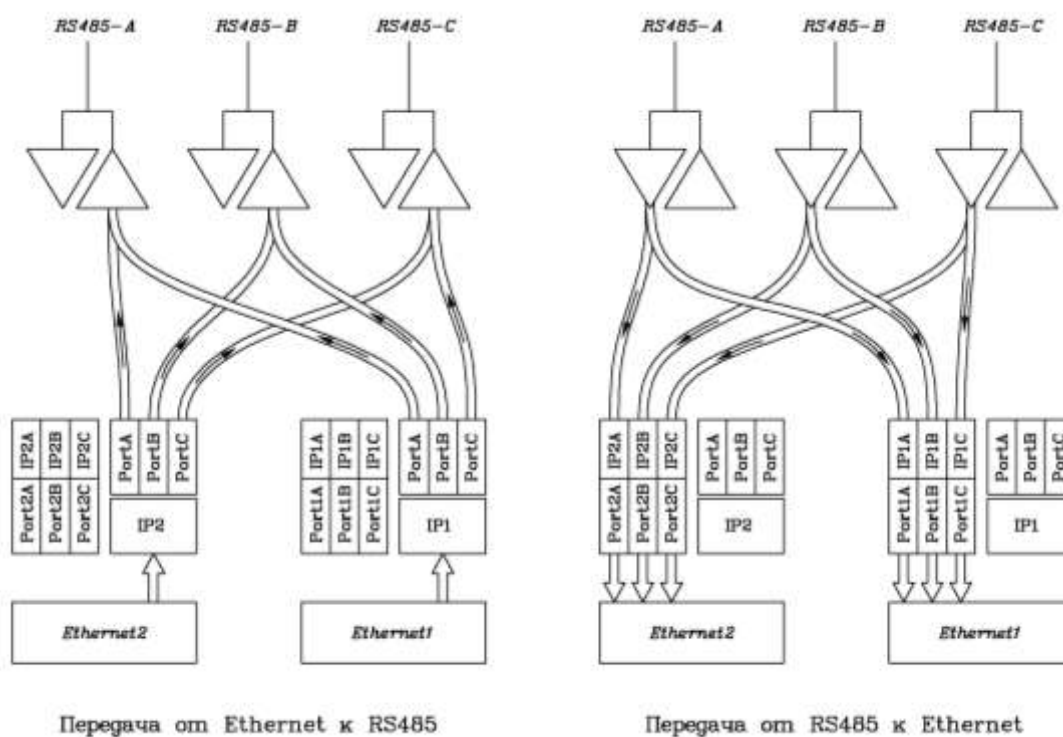 RS485-A RS485-B RS485-C RS485-A RS485-B RS485-C
IP2A IP2B IP2C PortA PortB PortC IP1A IP1B IP1C PortA PortB PortC IP2A IP2B IP2C PortA PortB PortC IP1A IP1B IP1C PortA PortB PortC
Port2A Port2B Port2C IP2 Port1A Port1B Port1C IP1 Port2A Port2B Port2C IP2 Port1A Port1B Port1C IP1
Ethernet2 Ethernet1 Ethernet2 Ethernet1
Передача от Ethernet к RS485 Передача от RS485 к Ethernet